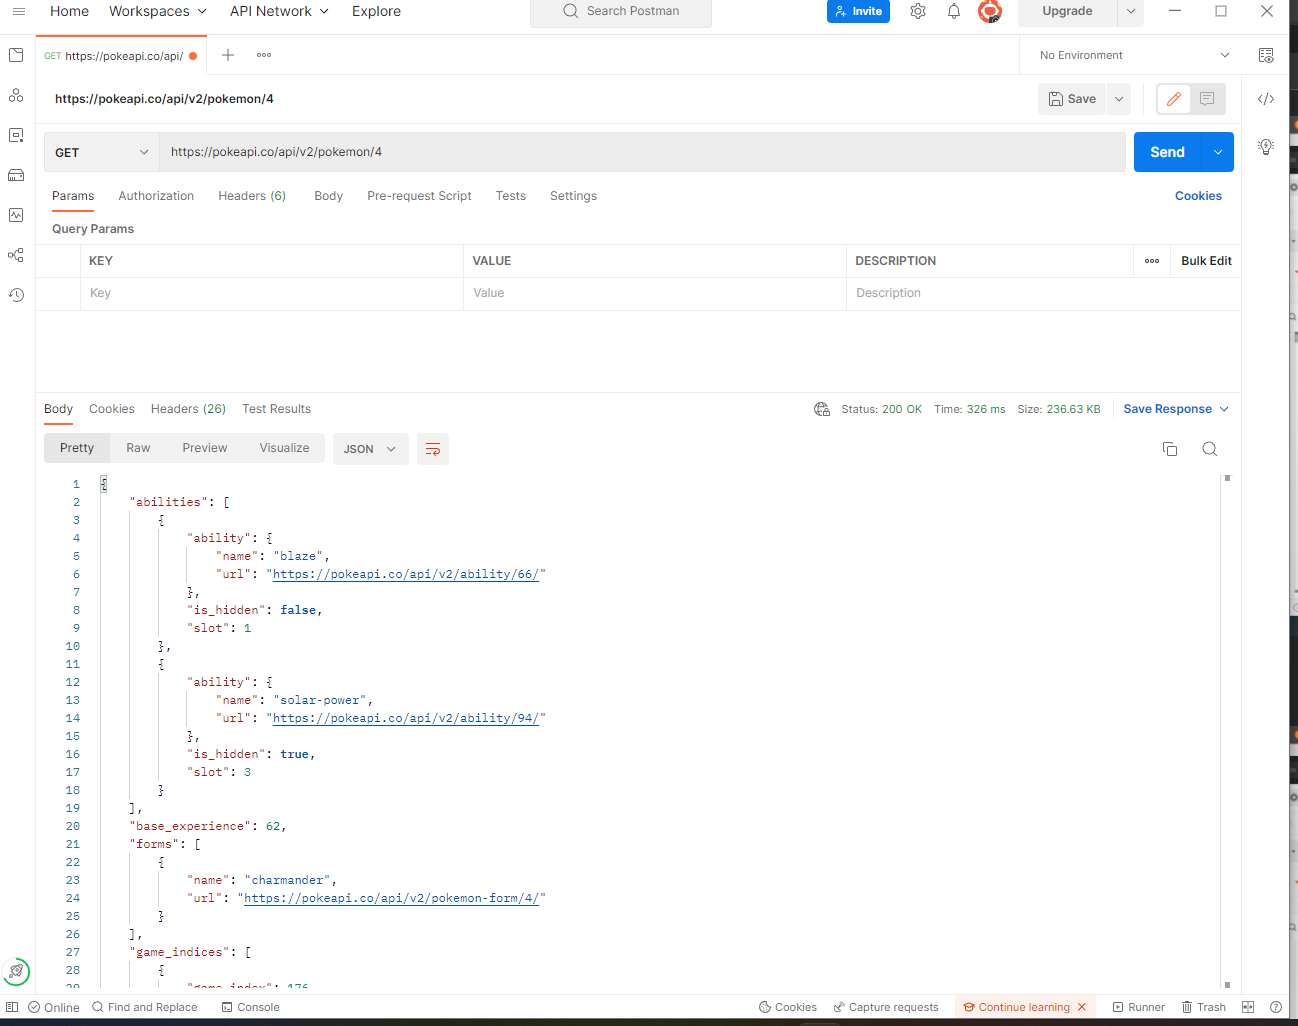 Home Workspaces API Network Explore Search Postman Invite Upgrade
GET https://pokeapi.co/api/ No Environment
https://pokeapi.co/api/v2/pokemon/4 Save
GET https://pokeapi.co/api/v2/pokemon/4 Send
Params Authorization Headers (6) Body Pre-request Script Tests Settings Cookies
Query Params
KEY VALUE DESCRIPTION Bulk Edit
Key Value Description
Body Cookies Headers (26) Test Results Status: 200 OK Time: 326 ms Size: 236.63 KB Save Response
Pretty Raw Preview Visualize JSON
1 {
2 "abilities": [
3 {
4 "ability": {
5 "name": "blaze",
6 "url": "https://pokeapi.co/api/v2/ability/66/"
7 },
8 "is_hidden": false,
9 "slot": 1
10 },
11 {
12 "ability": {
13 "name": "solar-power",
14 "url": "https://pokeapi.co/api/v2/ability/94/"
15 },
16 "is_hidden": true,
17 "slot": 3
18 }
19 ],
20 "base_experience": 62,
21 "forms": [
22 {
23 "name": "charmander",
24 "url": "https://pokeapi.co/api/v2/pokemon-form/4/"
25 }
26 ],
27 "game_indices": [
28 {
29 "game_index": 176
Online Find and Replace Console Cookies Capture requests Continue learning Runner Trash